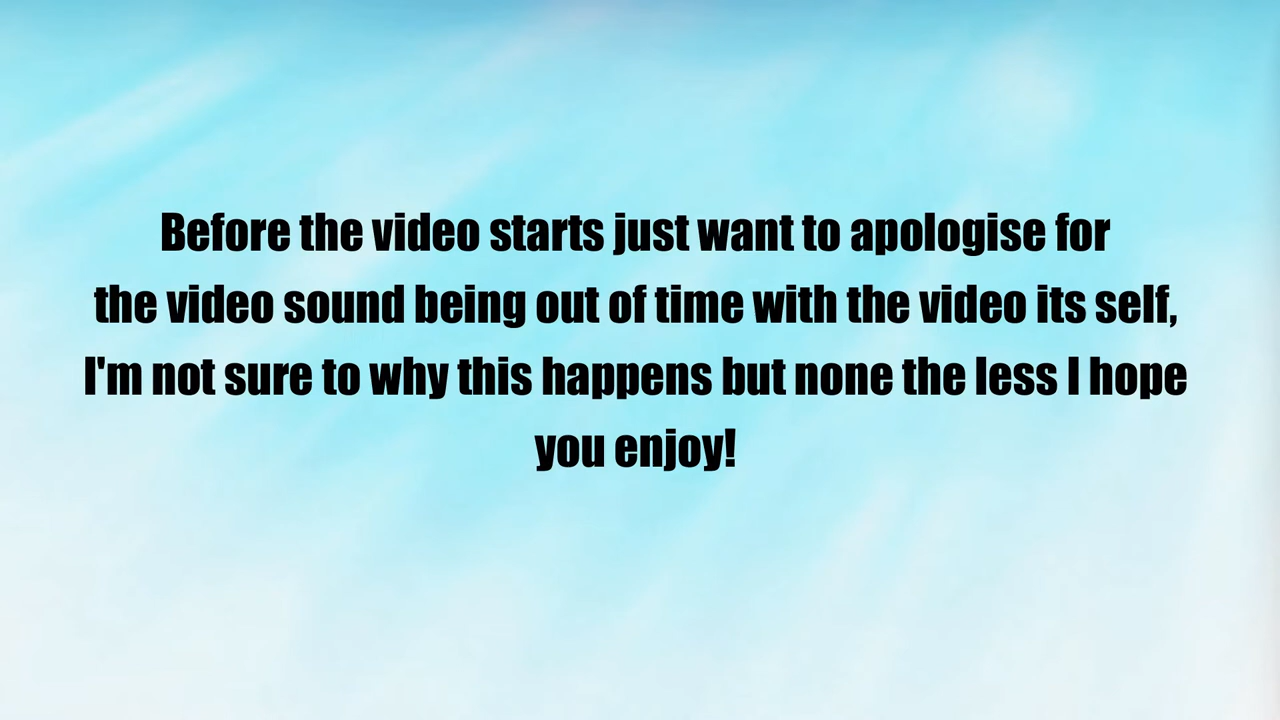 Before the video starts just want to apologise for
the video sound being out of time with the video its self,
I'm not sure to why this happens but none the less I hope
you enjoy!